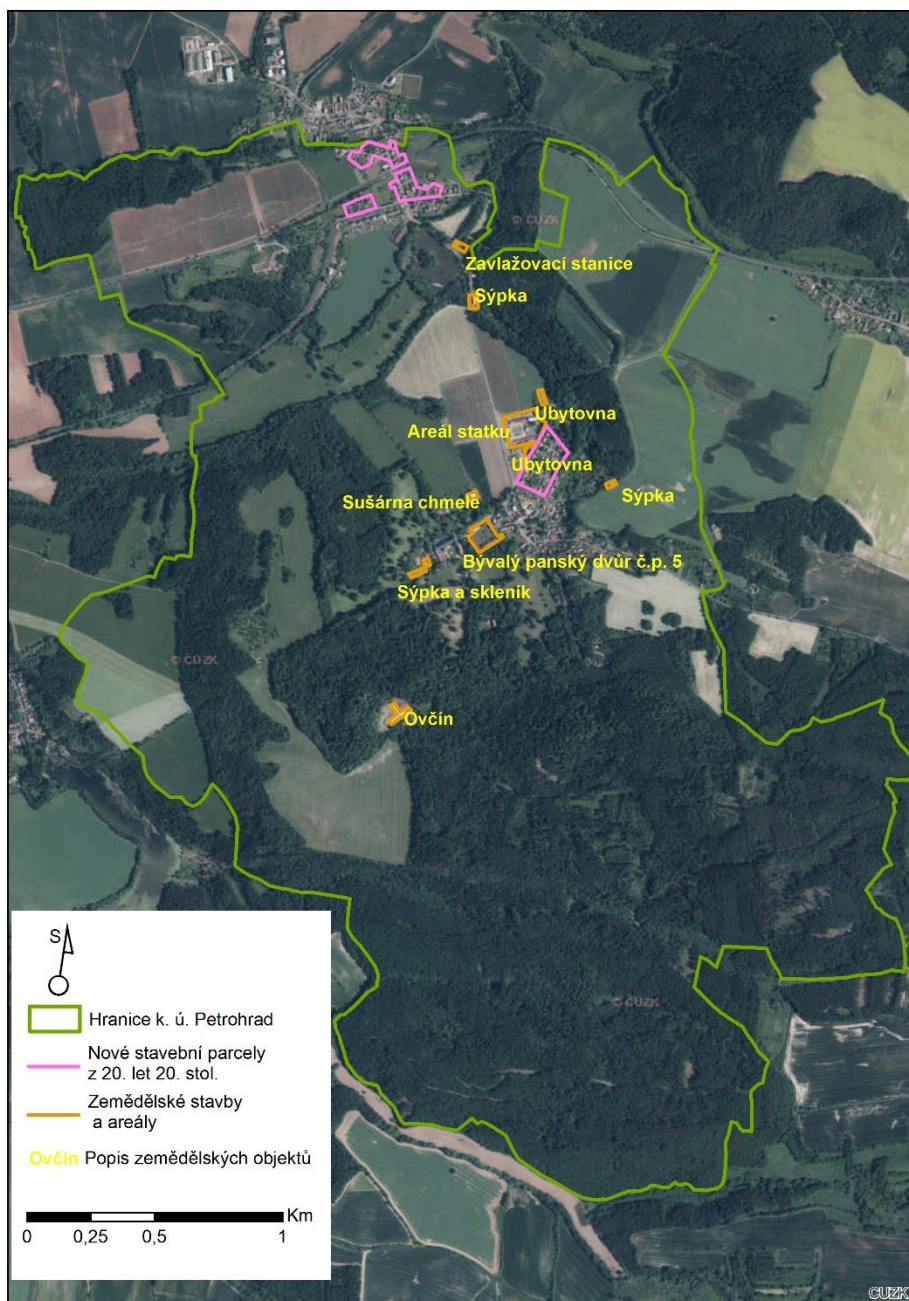 © ČÚZK
Zavlažovací stanice
Sýpka
Ubytovna
Areál statku
Ubytovna
Sýpka
Sušárna chmele
Bývalý panský dvůr č.p. 5
Sýpka a skleník
© ČÚZK
Ovčín
© ČÚZK
S
Hranice k. ú. Petrohrad
Nové stavební parcely
z 20. let 20. stol.
Zemědělské stavby
a areály
Ovčín Popis zemědělských objektů
Km
0 0,25 0,5 1
©ČÚZK